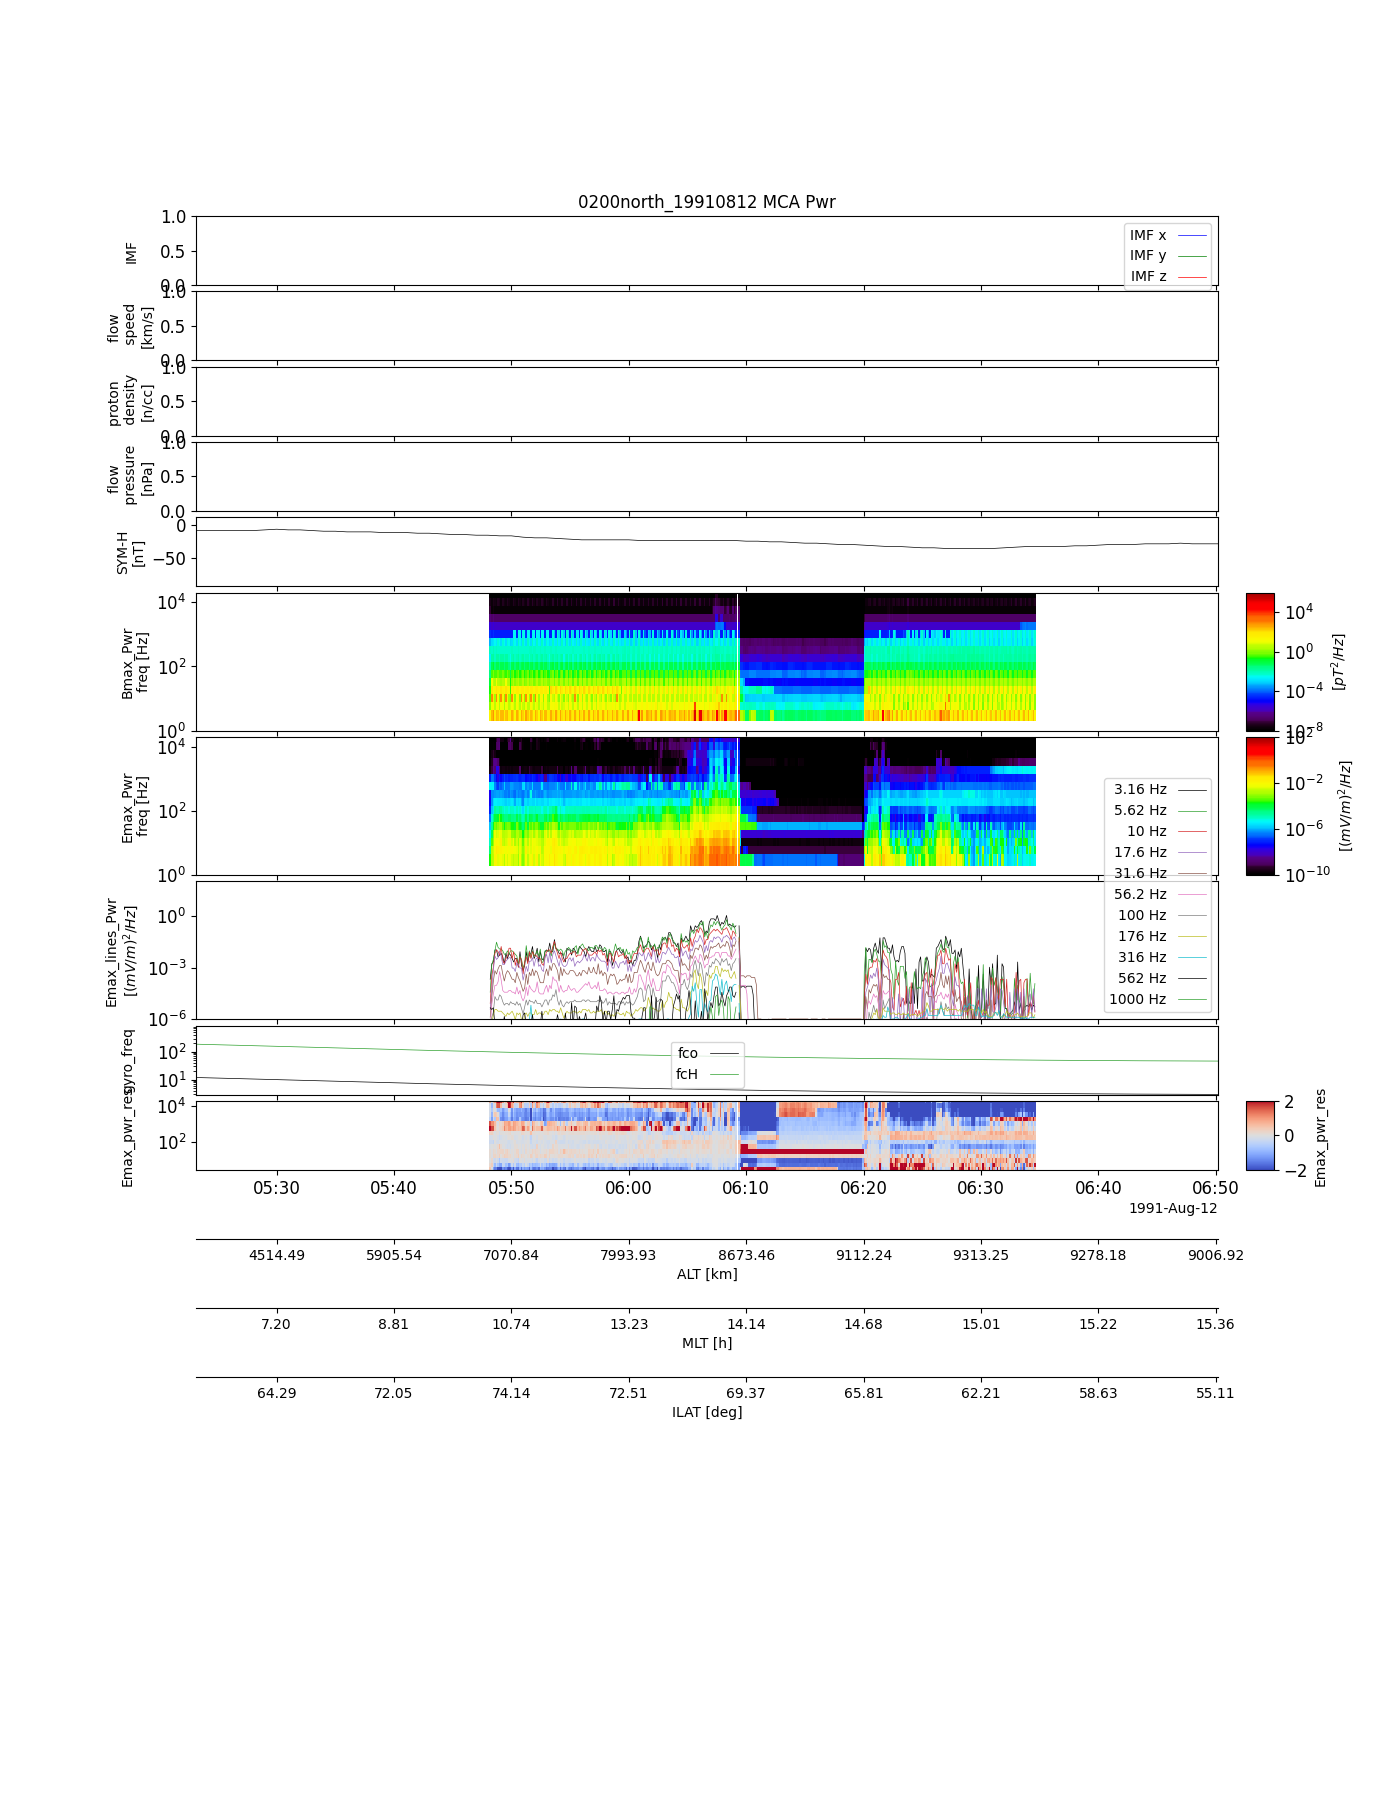 0200north_19910812 MCA Pwr
1.0
0.5
0.0
IMF
IMF x
IMF y
IMF z
1.0
0.5
0.0
flow
speed
[km/s]
1.0
0.5
0.0
proton
density
[n/cc]
1.0
0.5
0.0
flow
pressure
[nPa]
0
−50
SYM-H
[nT]
10^4
10^2
10^0
Bmax_Pwr
freq [Hz]
10^4
10^0
10^−4
10^−8
[pT^2/Hz]
10^4
10^2
10^0
Emax_Pwr
freq [Hz]
10^2
10^−2
10^−6
10^−10
[(mV/m)^2/Hz]
3.16 Hz
5.62 Hz
10 Hz
17.6 Hz
31.6 Hz
56.2 Hz
100 Hz
176 Hz
316 Hz
562 Hz
1000 Hz
10^0
10^−3
10^−6
Emax_lines_Pwr
[(mV/m)^2/Hz]
10^2
10^1
gyro_freq
fco
fcH
10^4
10^2
Emax_pwr_res
2
0
−2
Emax_pwr_res
05:30 05:40 05:50 06:00 06:10 06:20 06:30 06:40 06:50
1991-Aug-12
4514.49 5905.54 7070.84 7993.93 8673.46 9112.24 9313.25 9278.18 9006.92
ALT [km]
7.20 8.81 10.74 13.23 14.14 14.68 15.01 15.22 15.36
MLT [h]
64.29 72.05 74.14 72.51 69.37 65.81 62.21 58.63 55.11
ILAT [deg]